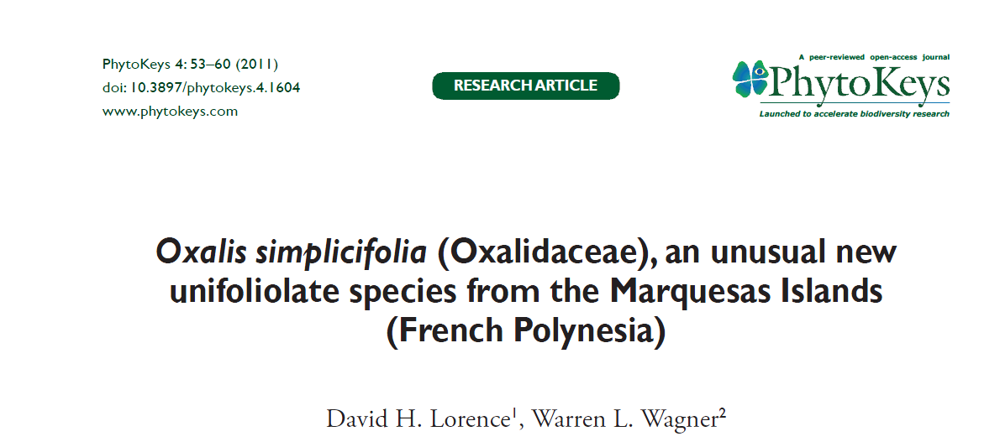 PhytoKeys 4: 53–60 (2011)
doi: 10.3897/phytokeys.4.1604
www.phytokeys.com
RESEARCH ARTICLE
A peer-reviewed open-access journal
PhytoKeys
Launched to accelerate biodiversity research
Oxalis simplicifolia (Oxalidaceae), an unusual new
unifoliolate species from the Marquesas Islands
(French Polynesia)
David H. Lorence¹, Warren L. Wagner²